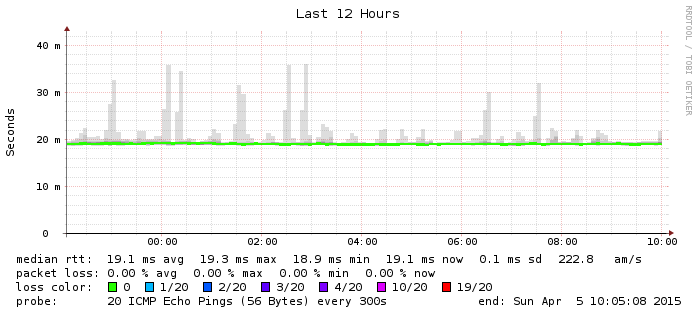 Last 12 Hours
RRDTOOL / TOBI OETIKER
Seconds
40 m
30 m
20 m
10 m
0
00:00 02:00 04:00 06:00 08:00 10:00
median rtt: 19.1 ms avg 19.3 ms max 18.9 ms min 19.1 ms now 0.1 ms sd 222.8 am/s
packet loss: 0.00 % avg 0.00 % max 0.00 % min 0.00 % now
loss color: 0 1/20 2/20 3/20 4/20 10/20 19/20
probe: 20 ICMP Echo Pings (56 Bytes) every 300s end: Sun Apr 5 10:05:08 2015